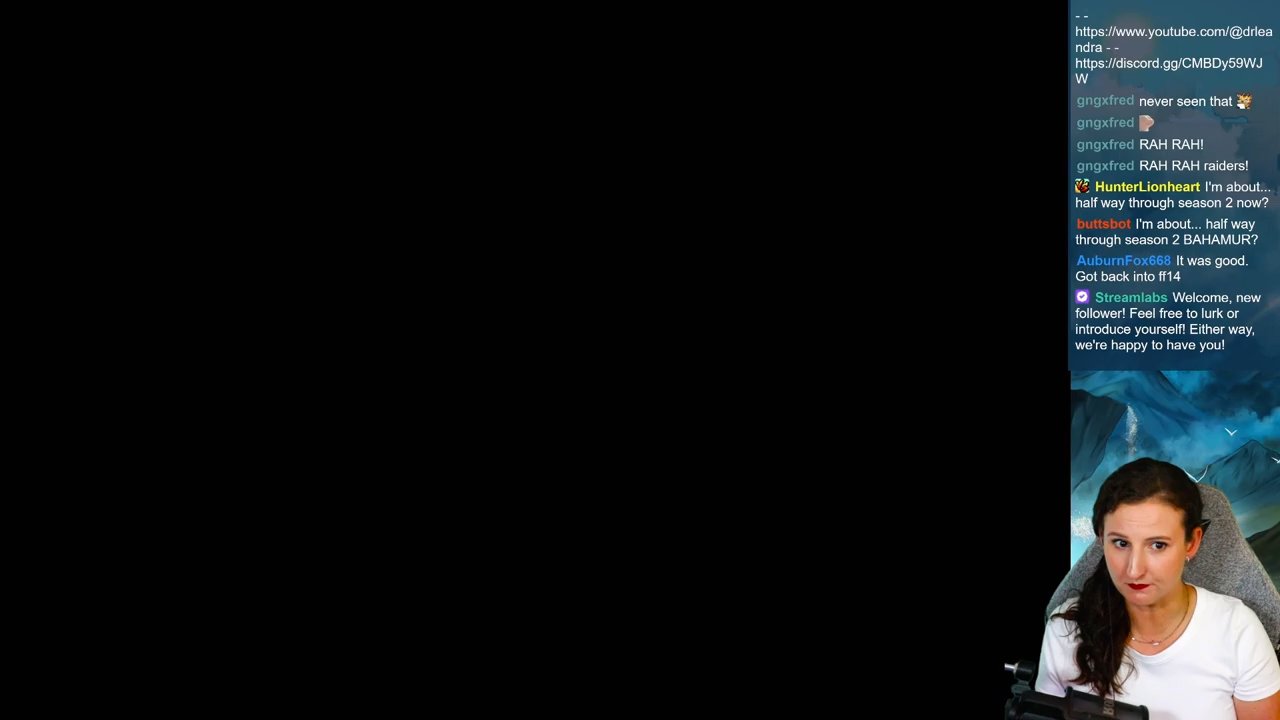 - -
https://www.youtube.com/@drlea
ndra - -
https://discord.gg/CMBDy59WJ
W
gngxfred never seen that
gngxfred
gngxfred RAH RAH!
gngxfred RAH RAH raiders!
HunterLionheart I'm about...
half way through season 2 now?
buttsbot I'm about... half way
through season 2 BAHAMUR?
AuburnFox668 It was good.
Got back into ff14
Streamlabs Welcome, new
follower! Feel free to lurk or
introduce yourself! Either way,
we're happy to have you!